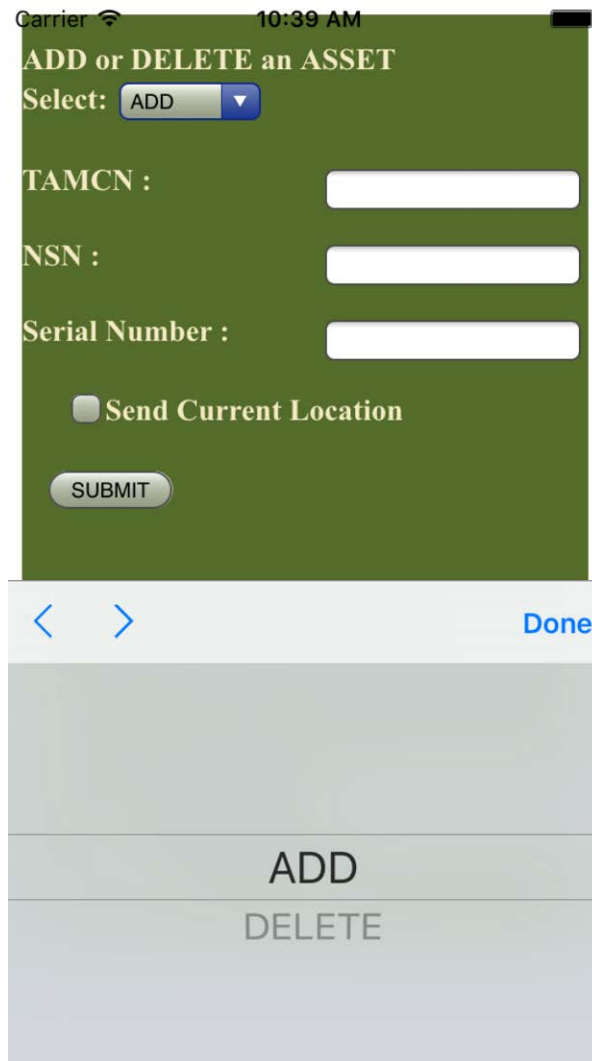 Carrier 10:39 AM
ADD or DELETE an ASSET
Select: ADD
TAMCN :
NSN :
Serial Number :
Send Current Location
SUBMIT
Done
ADD
DELETE